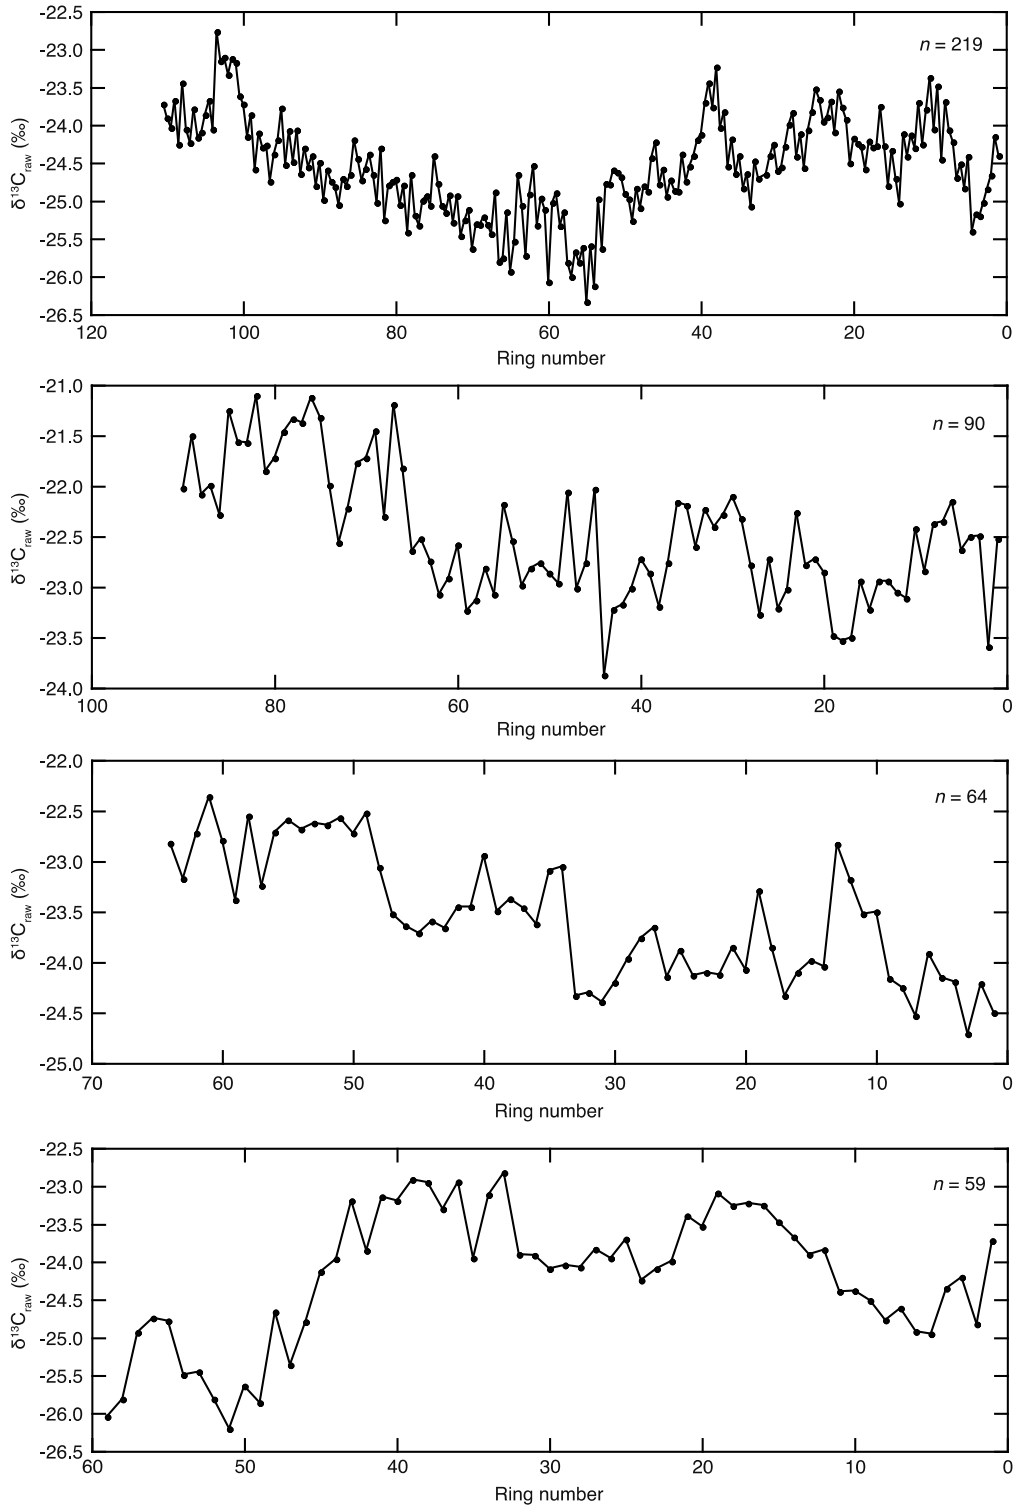 -22.5
-23.0
-23.5
-24.0
-24.5
-25.0
-25.5
-26.0
-26.5
δ¹³C_raw (‰)
n = 219
120 100 80 60 40 20 0
Ring number
-21.0
-21.5
-22.0
-22.5
-23.0
-23.5
-24.0
δ¹³C_raw (‰)
n = 90
100 80 60 40 20 0
Ring number
-22.0
-22.5
-23.0
-23.5
-24.0
-24.5
-25.0
δ¹³C_raw (‰)
n = 64
70 60 50 40 30 20 10 0
Ring number
-22.5
-23.0
-23.5
-24.0
-24.5
-25.0
-25.5
-26.0
-26.5
δ¹³C_raw (‰)
n = 59
60 50 40 30 20 10 0
Ring number